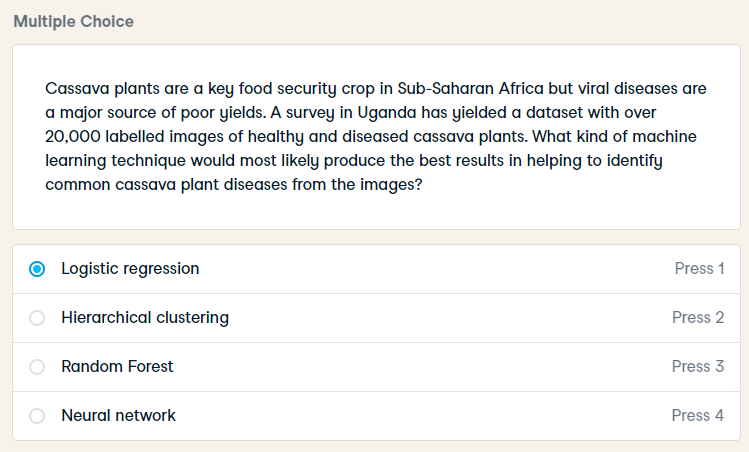 Multiple Choice
Cassava plants are a key food security crop in Sub-Saharan Africa but viral diseases are
a major source of poor yields. A survey in Uganda has yielded a dataset with over
20,000 labelled images of healthy and diseased cassava plants. What kind of machine
learning technique would most likely produce the best results in helping to identify
common cassava plant diseases from the images?
Logistic regression Press 1
Hierarchical clustering Press 2
Random Forest Press 3
Neural network Press 4